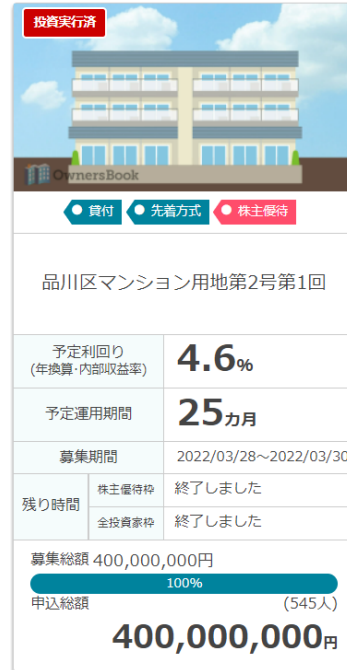 投資実行済
OwnersBook
貸付 先着方式 株主優待
品川区マンション用地第2号第1回
予定利回り
(年換算・内部収益率)
4.6%
予定運用期間
25カ月
募集期間
2022/03/28～2022/03/30
残り時間
株主優待枠
終了しました
全投資家枠
終了しました
募集総額 400,000,000円
100%
申込総額
(545人)
400,000,000円